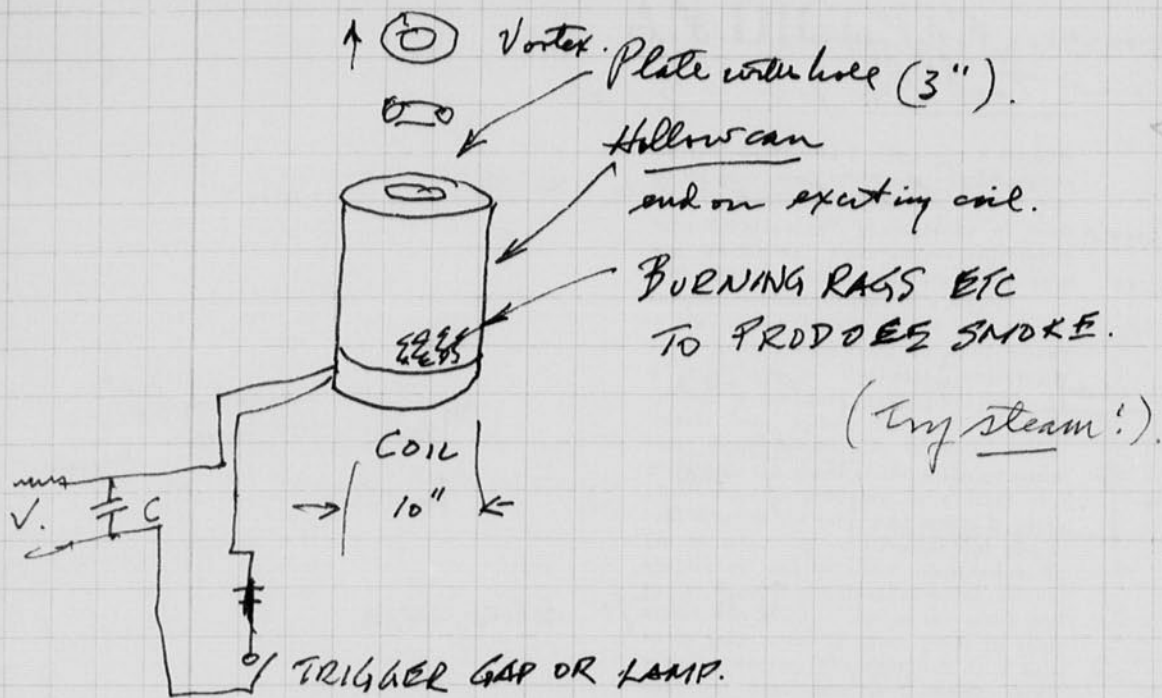 Vortex.
Plate with hole (3").
Hollow can
end on exciting coil.
BURNING RAGS ETC
TO PRODUCE SMOKE.
(Try steam!).
COIL
10"
V.
C
TRIGGER GAP OR LAMP.